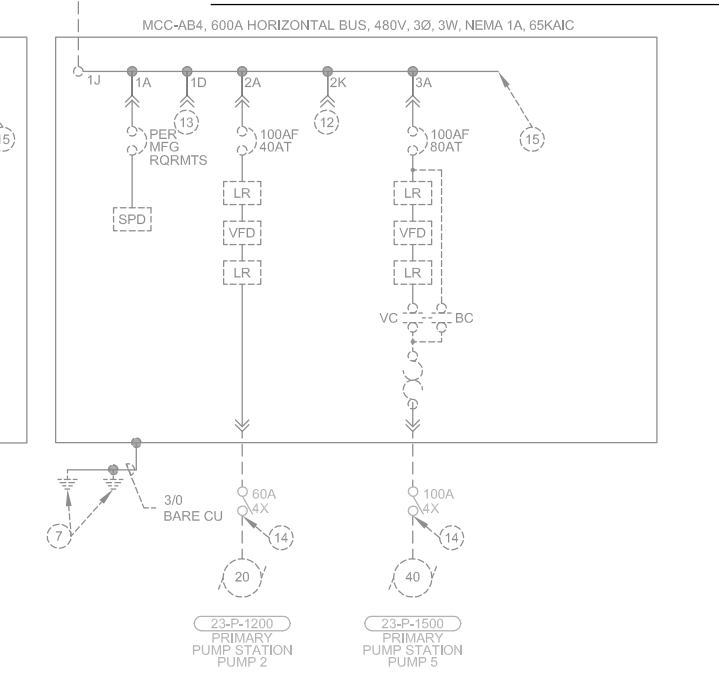 MCC-AB4, 600A HORIZONTAL BUS, 480V, 3Ø, 3W, NEMA 1A, 65KAIC
1J
1A
1D
2A
2K
3A
15
13
12
15
PER
MFG
RQRMTS
100AF
40AT
100AF
80AT
SPD
LR
VFD
LR
LR
VFD
LR
VC
BC
3/0
BARE CU
7
60A
4X
14
100A
4X
14
20
40
23-P-1200
PRIMARY
PUMP STATION
PUMP 2
23-P-1500
PRIMARY
PUMP STATION
PUMP 5